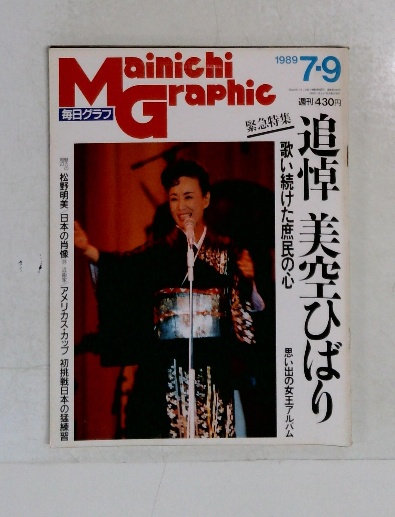 Mainichi
Graphic
毎日グラフ
1989 7-9
週刊430円
緊急特集
追悼 美空ひばり
歌い続けた庶民の心
思い出の女王アルバム
松野明美 日本の肖像
アメリカズ・カップ 初挑戦日本の猛練習